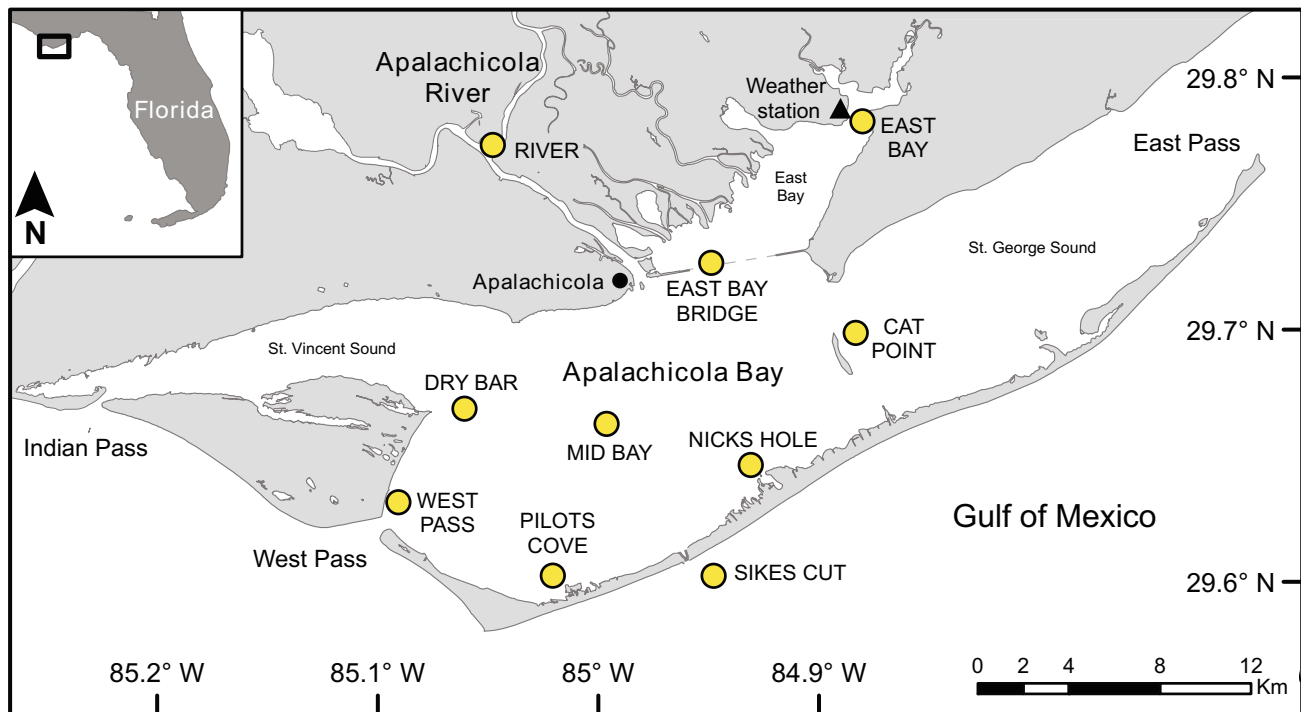 Florida
N
Apalachicola
River
RIVER
Weather
station
EAST
BAY
29.8° N
East Pass
East
Bay
St. George Sound
Apalachicola
EAST BAY
BRIDGE
CAT
POINT
29.7° N
St. Vincent Sound
Apalachicola Bay
DRY BAR
MID BAY
NICKS HOLE
Indian Pass
WEST
PASS
West Pass
PILOTS
COVE
Gulf of Mexico
SIKES CUT
29.6° N
85.2° W
85.1° W
85° W
84.9° W
0 2 4 8 12
Km